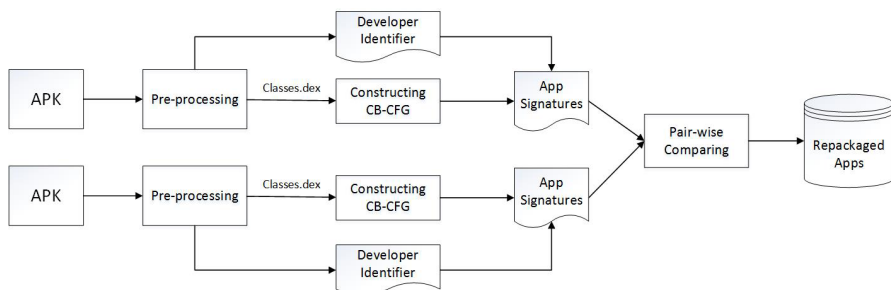 Developer
Identifier
APK
Pre-processing
Classes.dex
Constructing
CB-CFG
App
Signatures
Pair-wise
Comparing
Repackaged
Apps
APK
Pre-processing
Classes.dex
Constructing
CB-CFG
App
Signatures
Developer
Identifier